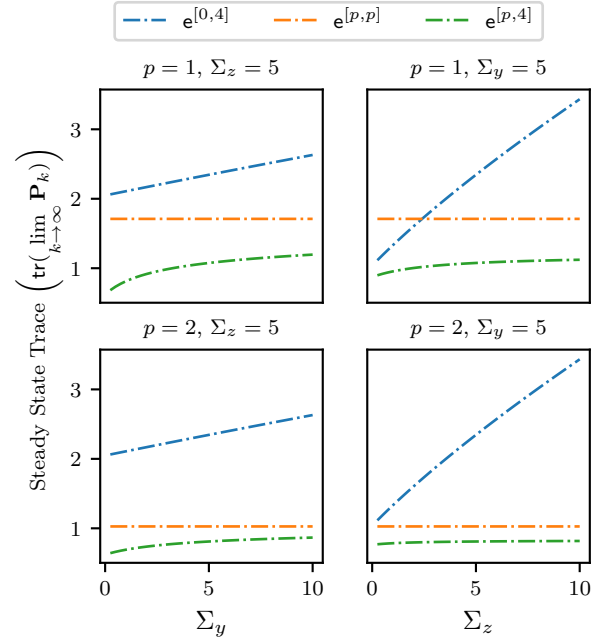 e^[0,4] e^[p,p] e^[p,4]
p = 1, Σ_z = 5 p = 1, Σ_y = 5
3
2
1
p = 2, Σ_z = 5 p = 2, Σ_y = 5
3
2
1
0 5 10 0 5 10
Σ_y Σ_z
Steady State Trace (tr( lim_{k→∞} P_k))